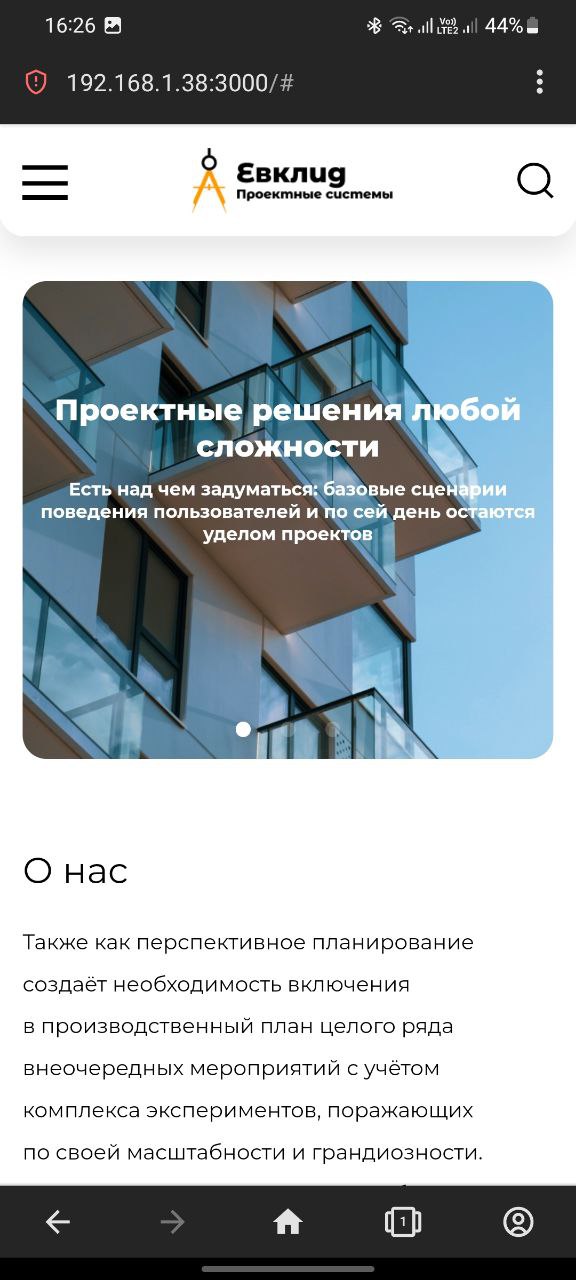 16:26 Vo)) LTE2 44%
192.168.1.38:3000/#
Евклид
Проектные системы
Проектные решения любой
сложности
Есть над чем задуматься: базовые сценарии
поведения пользователей и по сей день остаются
уделом проектов
О нас
Также как перспективное планирование
создаёт необходимость включения
в производственный план целого ряда
внеочередных мероприятий с учётом
комплекса экспериментов, поражающих
по своей масштабности и грандиозности.
1